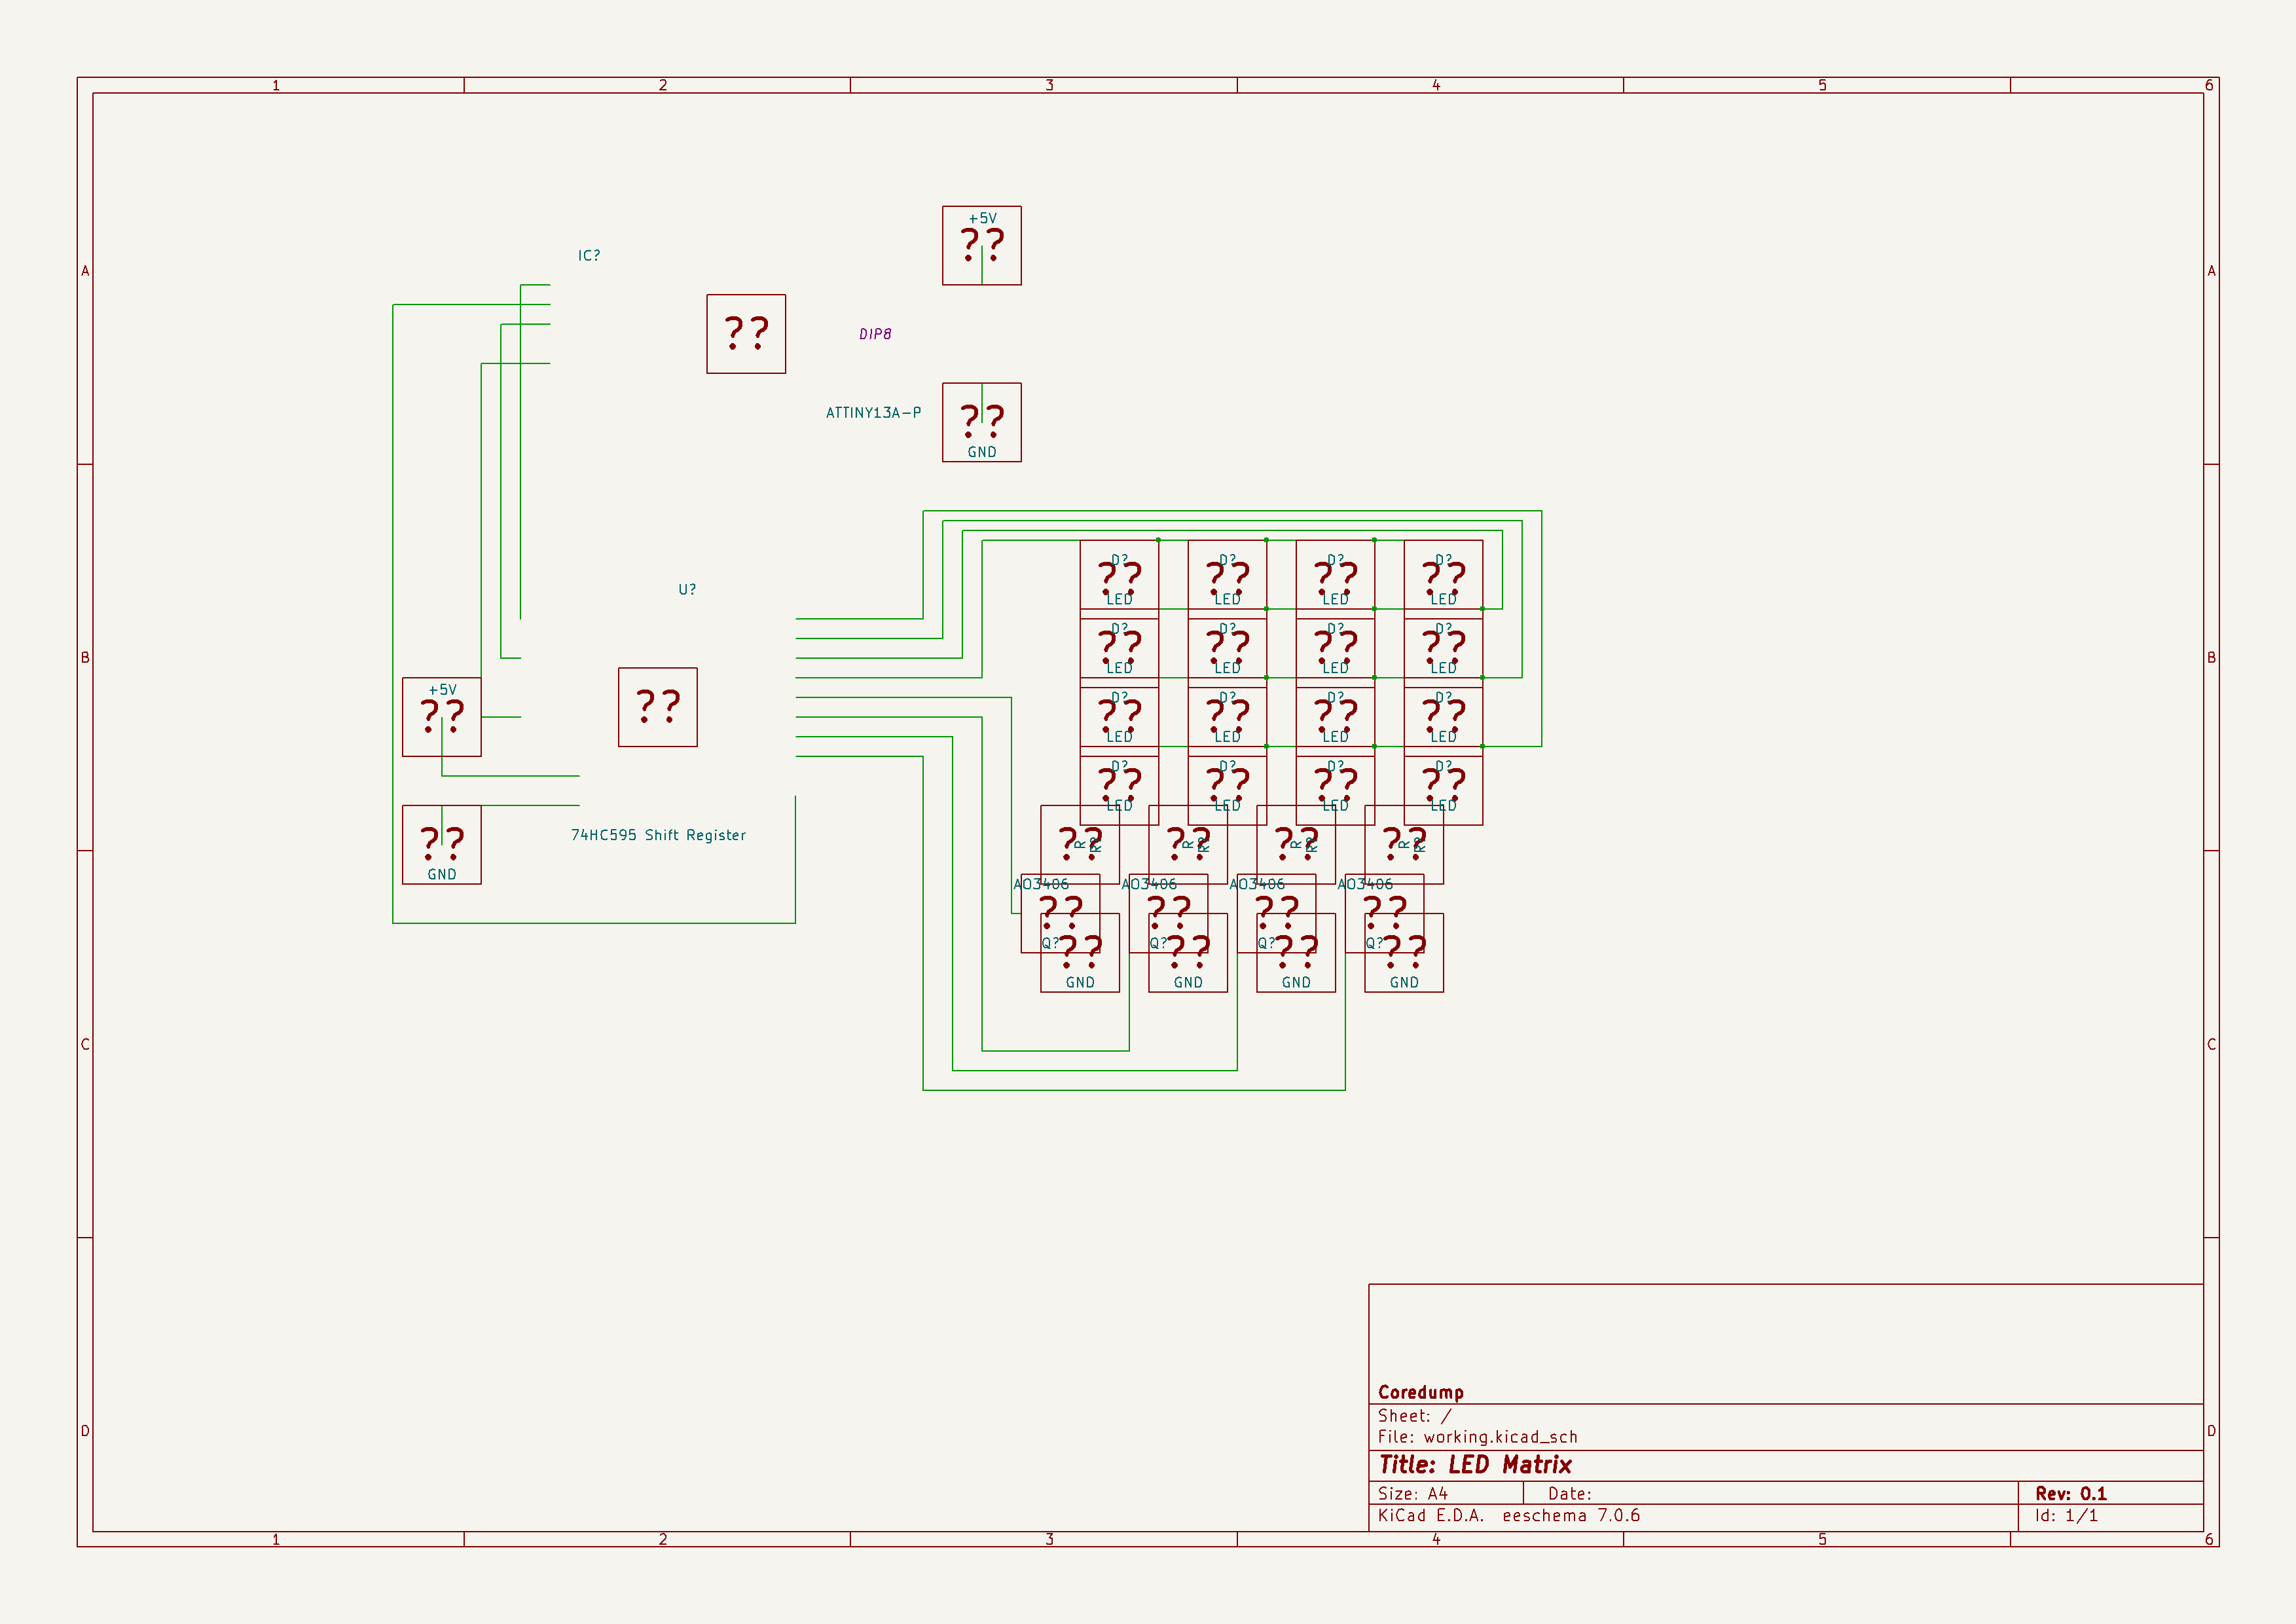 1 2 3 4 5 6
A A
+5V
??
IC?
??
DIP8
ATTINY13A-P
??
GND
D? D? D? D?
?? ?? ?? ??
LED LED LED LED
U?
D? D? D? D?
?? ?? ?? ??
LED LED LED LED
B B
+5V
??
??
D? D? D? D?
?? ?? ?? ??
LED LED LED LED
D? D? D? D?
?? ?? ?? ??
LED LED LED LED
74HC595 Shift Register
??
GND
?? ?? ?? ??
R R? R R? R R? R R?
AO3406 AO3406 AO3406 AO3406
?? ?? ?? ??
Q? Q? Q? Q?
?? ?? ?? ??
GND GND GND GND
C C
Coredump
Sheet: /
File: working.kicad_sch
D D
Title: LED Matrix
Size: A4 Date: Rev: 0.1
KiCad E.D.A. eeschema 7.0.6 Id: 1/1
1 2 3 4 5 6